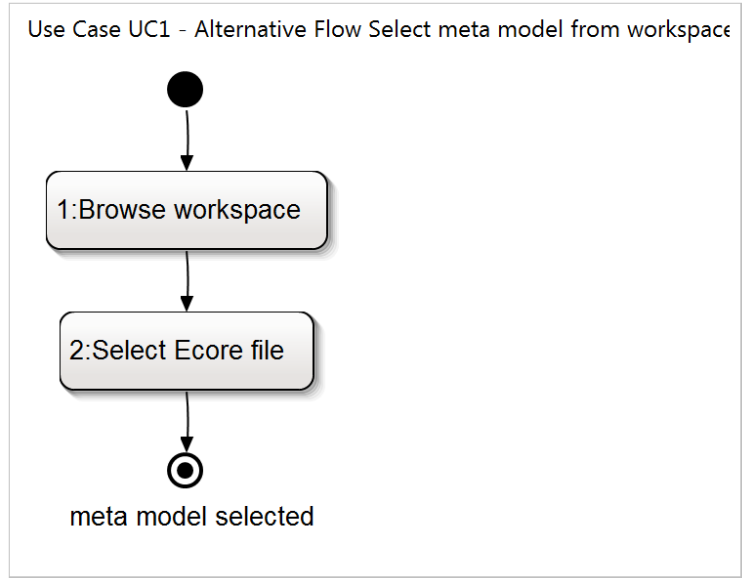 Use Case UC1 - Alternative Flow Select meta model from workspace
1:Browse workspace
2:Select Ecore file
meta model selected